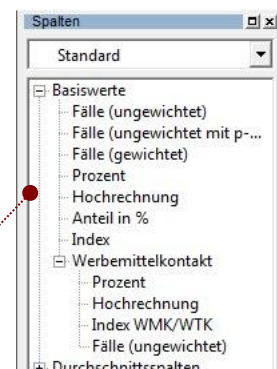 Spalten
Standard
Basiswerte
Fälle (ungewichtet)
Fälle (ungewichtet mit p-...
Fälle (gewichtet)
Prozent
Hochrechnung
Anteil in %
Index
Werbemittelkontakt
Prozent
Hochrechnung
Index WMK/WTK
Fälle (ungewichtet)
Durchschnittsspalten